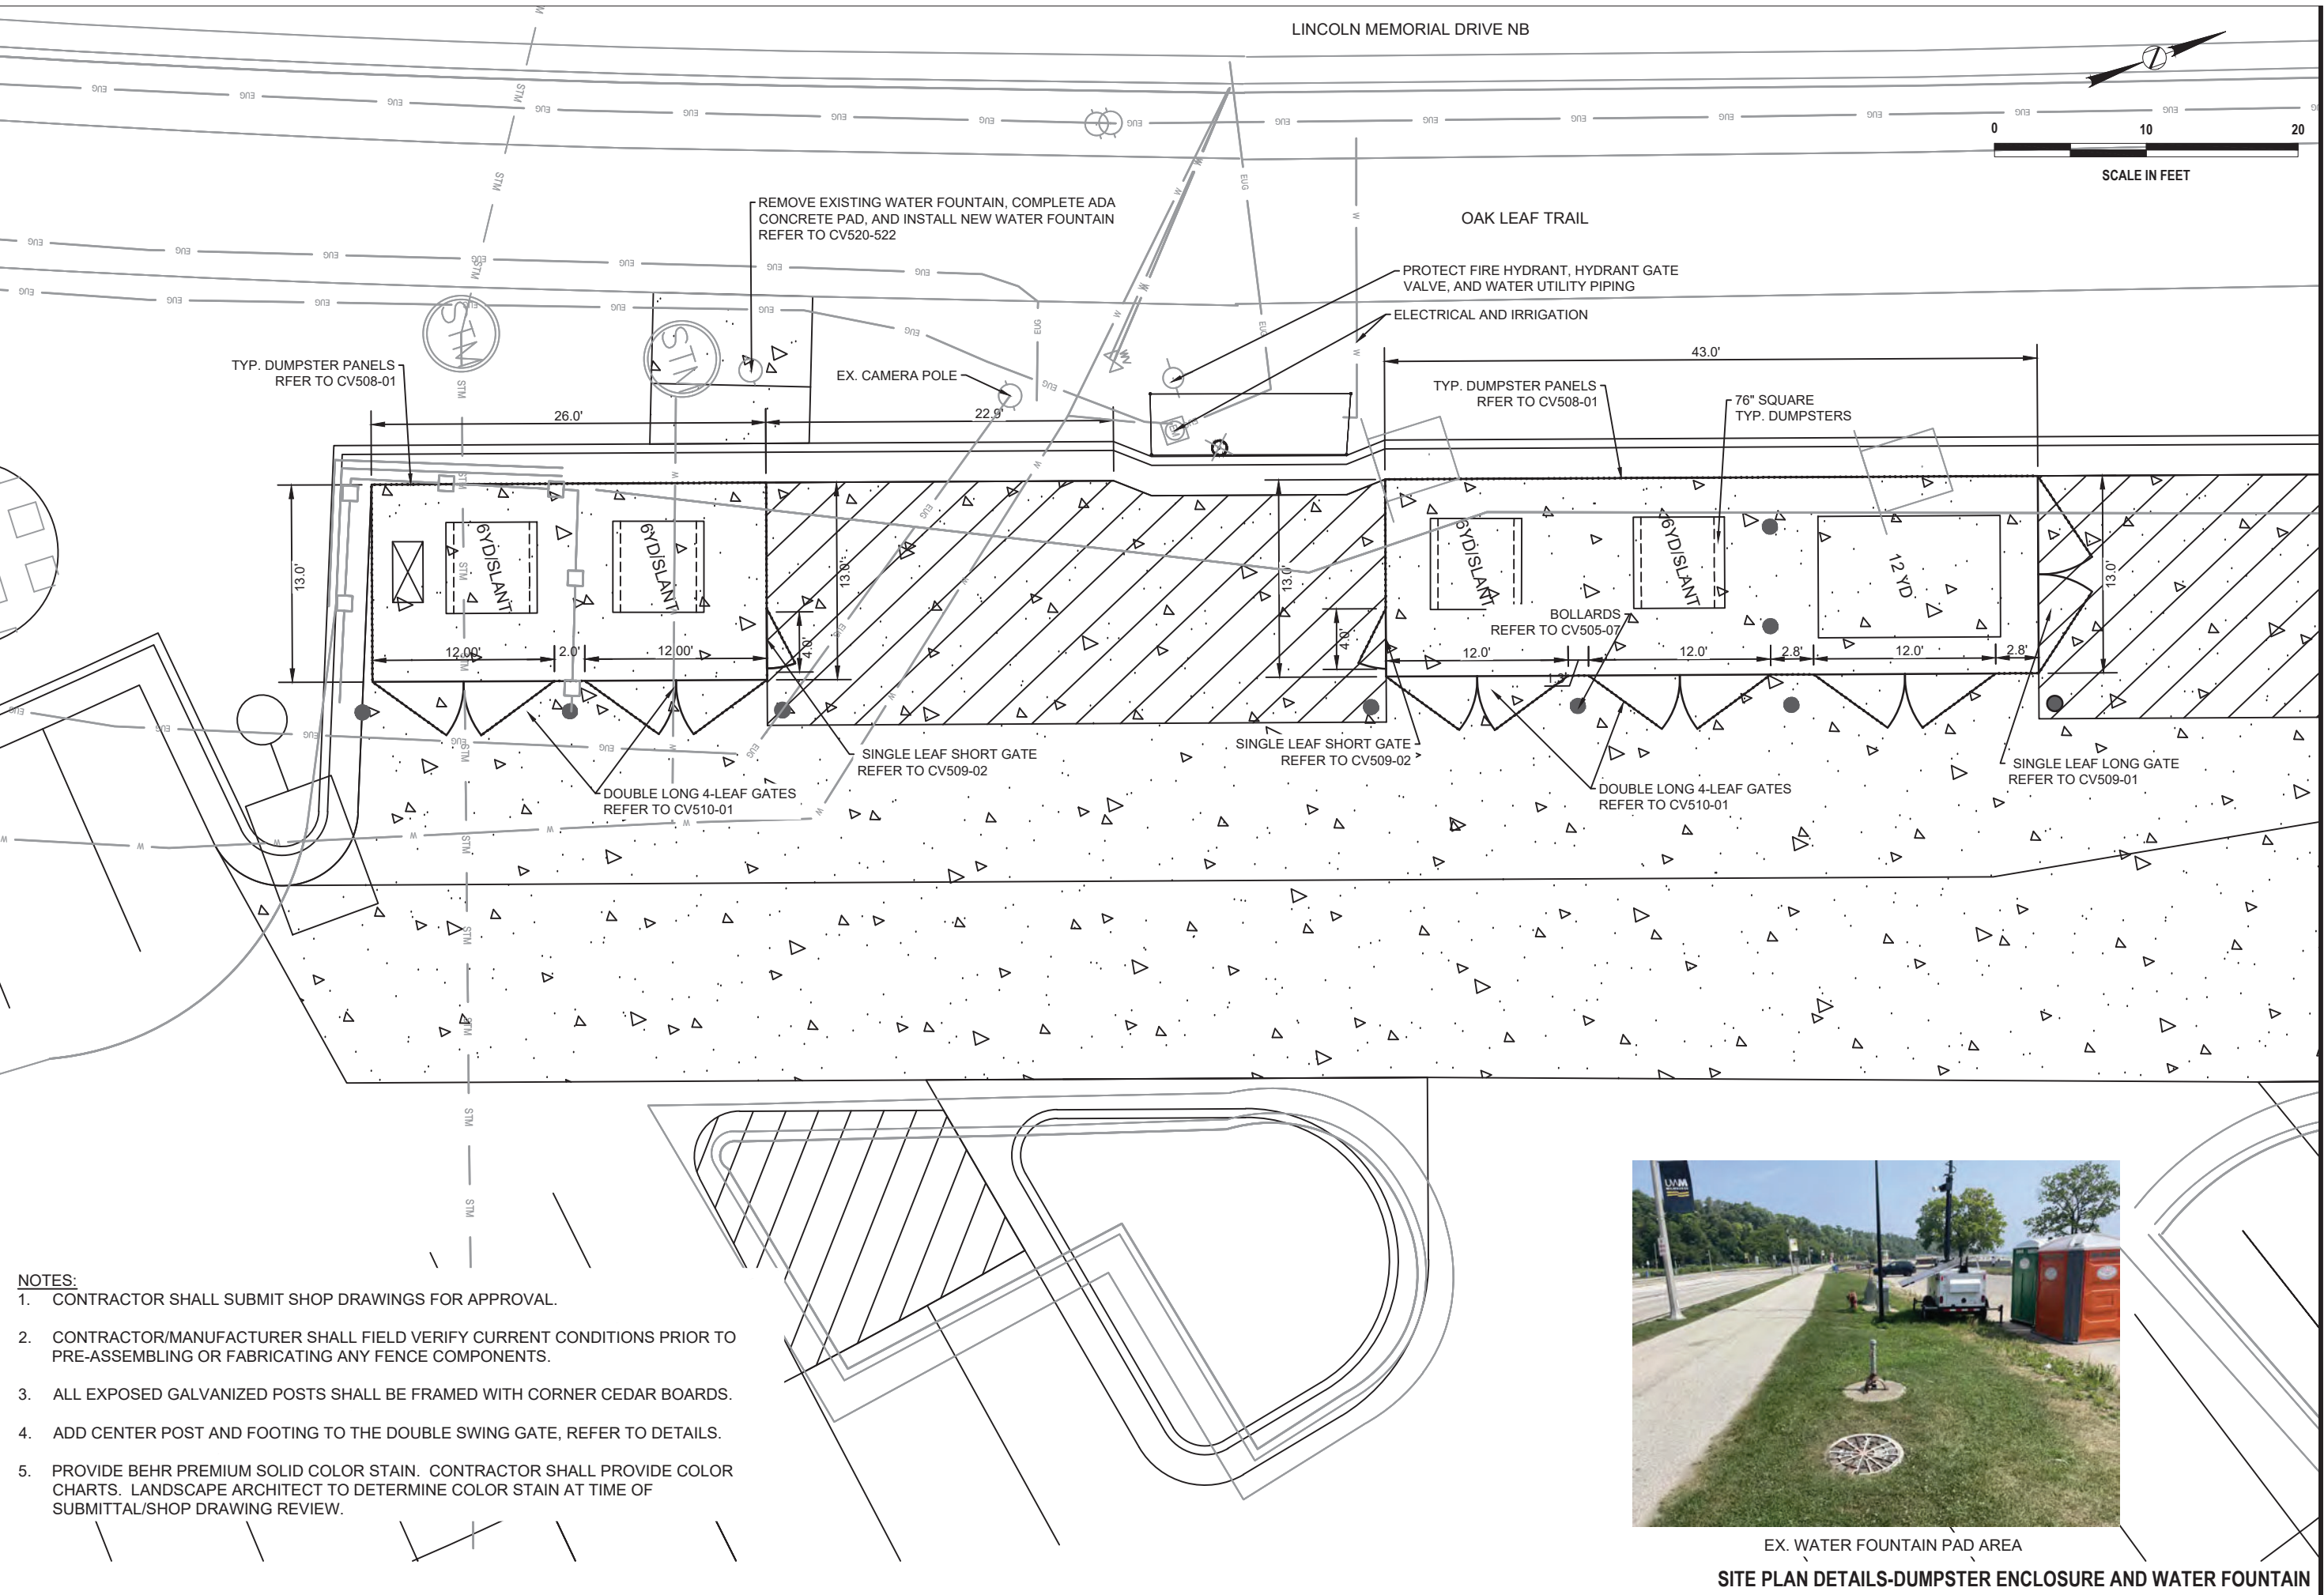 LINCOLN MEMORIAL DRIVE NB
0 10 20
SCALE IN FEET
OAK LEAF TRAIL
REMOVE EXISTING WATER FOUNTAIN, COMPLETE ADA
CONCRETE PAD, AND INSTALL NEW WATER FOUNTAIN
REFER TO CV520-522
PROTECT FIRE HYDRANT, HYDRANT GATE
VALVE, AND WATER UTILITY PIPING
ELECTRICAL AND IRRIGATION
STM
STM
TYP. DUMPSTER PANELS
RFER TO CV508-01
EX. CAMERA POLE
43.0'
TYP. DUMPSTER PANELS
RFER TO CV508-01
76" SQUARE
TYP. DUMPSTERS
26.0'
22.9'
13.0'
6YD/SLANT
6YD/SLANT
13.0'
13.0'
6YD/SLANT
6YD/SLANT
12 YD
13.0'
BOLLARDS
REFER TO CV505-07
4.0'
4.0'
12.00'
2.0'
12.00'
12.0'
1.3'
12.0'
2.8'
12.0'
2.8'
SINGLE LEAF SHORT GATE
REFER TO CV509-02
SINGLE LEAF SHORT GATE
REFER TO CV509-02
DOUBLE LONG 4-LEAF GATES
REFER TO CV510-01
DOUBLE LONG 4-LEAF GATES
REFER TO CV510-01
SINGLE LEAF LONG GATE
REFER TO CV509-01
EUG
STM
W
NOTES:
1. CONTRACTOR SHALL SUBMIT SHOP DRAWINGS FOR APPROVAL.
2. CONTRACTOR/MANUFACTURER SHALL FIELD VERIFY CURRENT CONDITIONS PRIOR TO
PRE-ASSEMBLING OR FABRICATING ANY FENCE COMPONENTS.
3. ALL EXPOSED GALVANIZED POSTS SHALL BE FRAMED WITH CORNER CEDAR BOARDS.
4. ADD CENTER POST AND FOOTING TO THE DOUBLE SWING GATE, REFER TO DETAILS.
5. PROVIDE BEHR PREMIUM SOLID COLOR STAIN. CONTRACTOR SHALL PROVIDE COLOR
CHARTS. LANDSCAPE ARCHITECT TO DETERMINE COLOR STAIN AT TIME OF
SUBMITTAL/SHOP DRAWING REVIEW.
UWM
EX. WATER FOUNTAIN PAD AREA
SITE PLAN DETAILS-DUMPSTER ENCLOSURE AND WATER FOUNTAIN